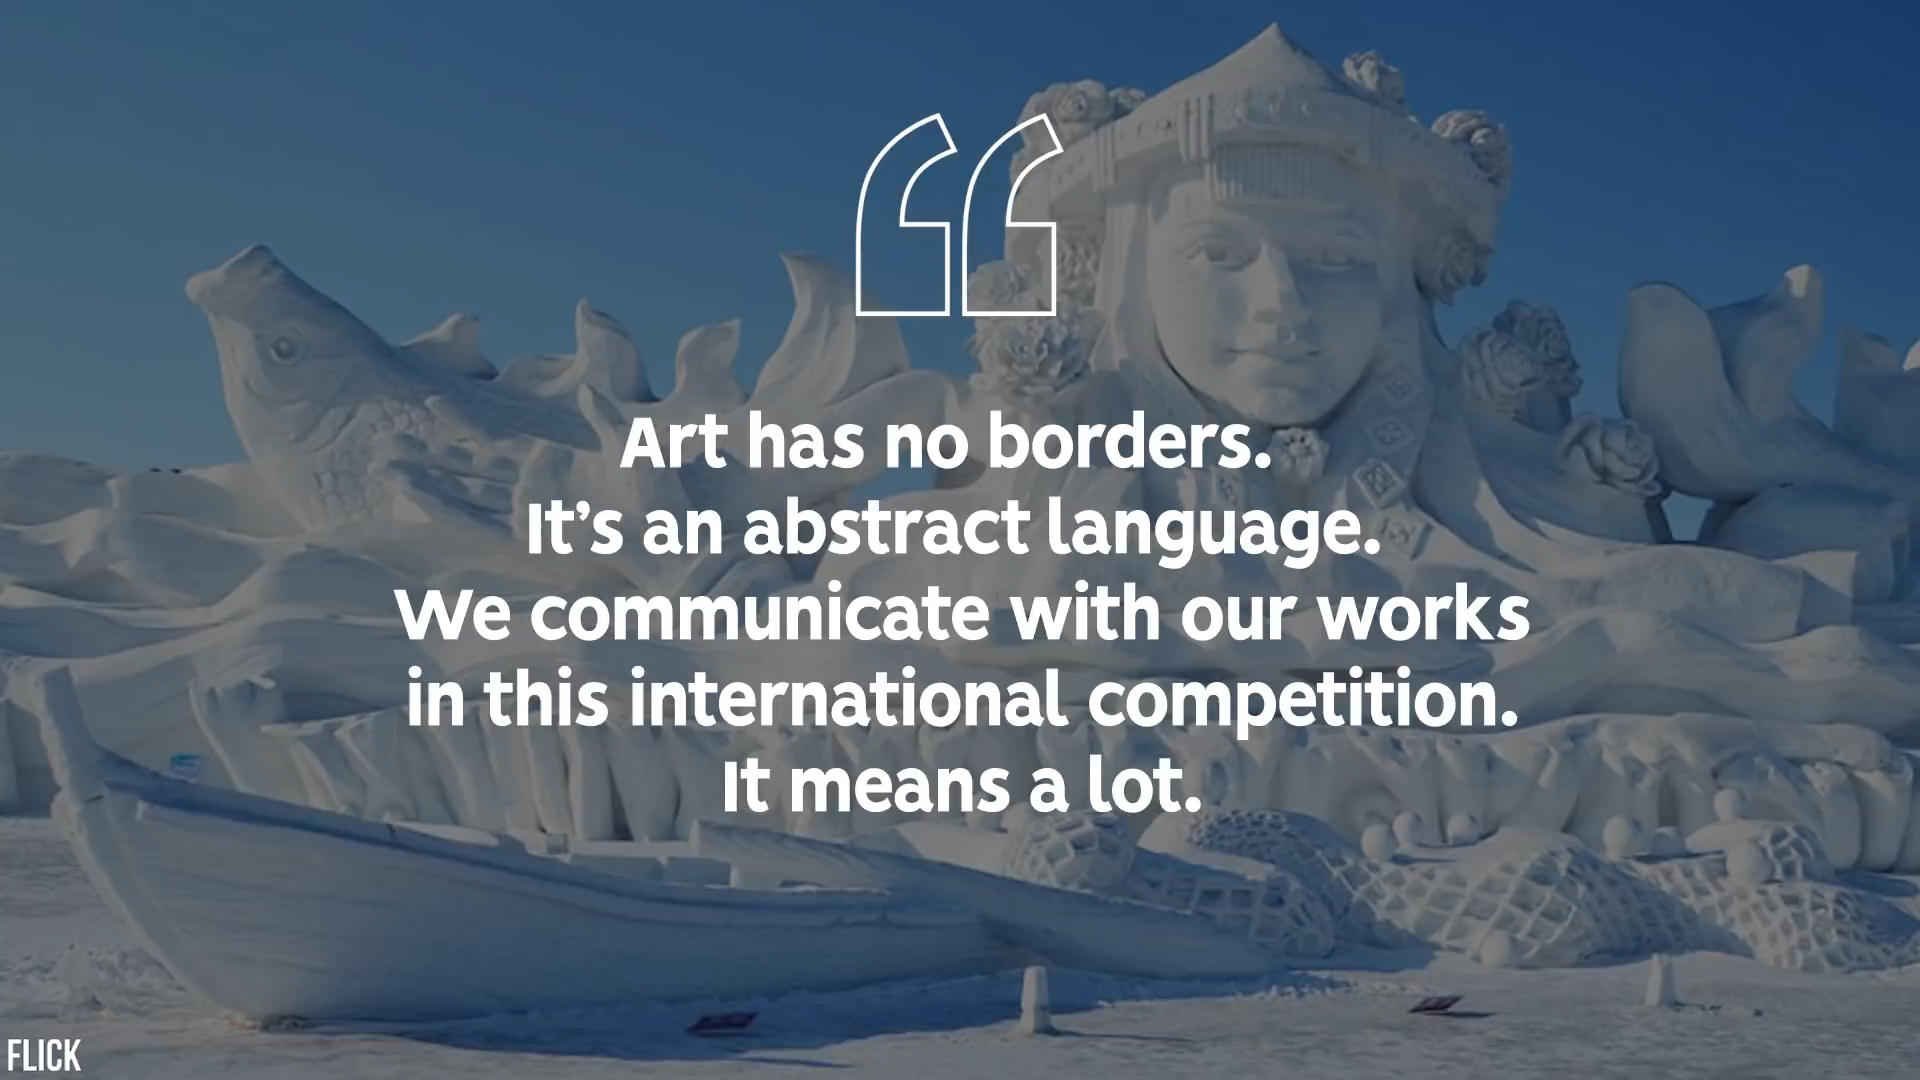 Art has no borders.
It’s an abstract language.
We communicate with our works
in this international competition.
It means a lot.
FLICK